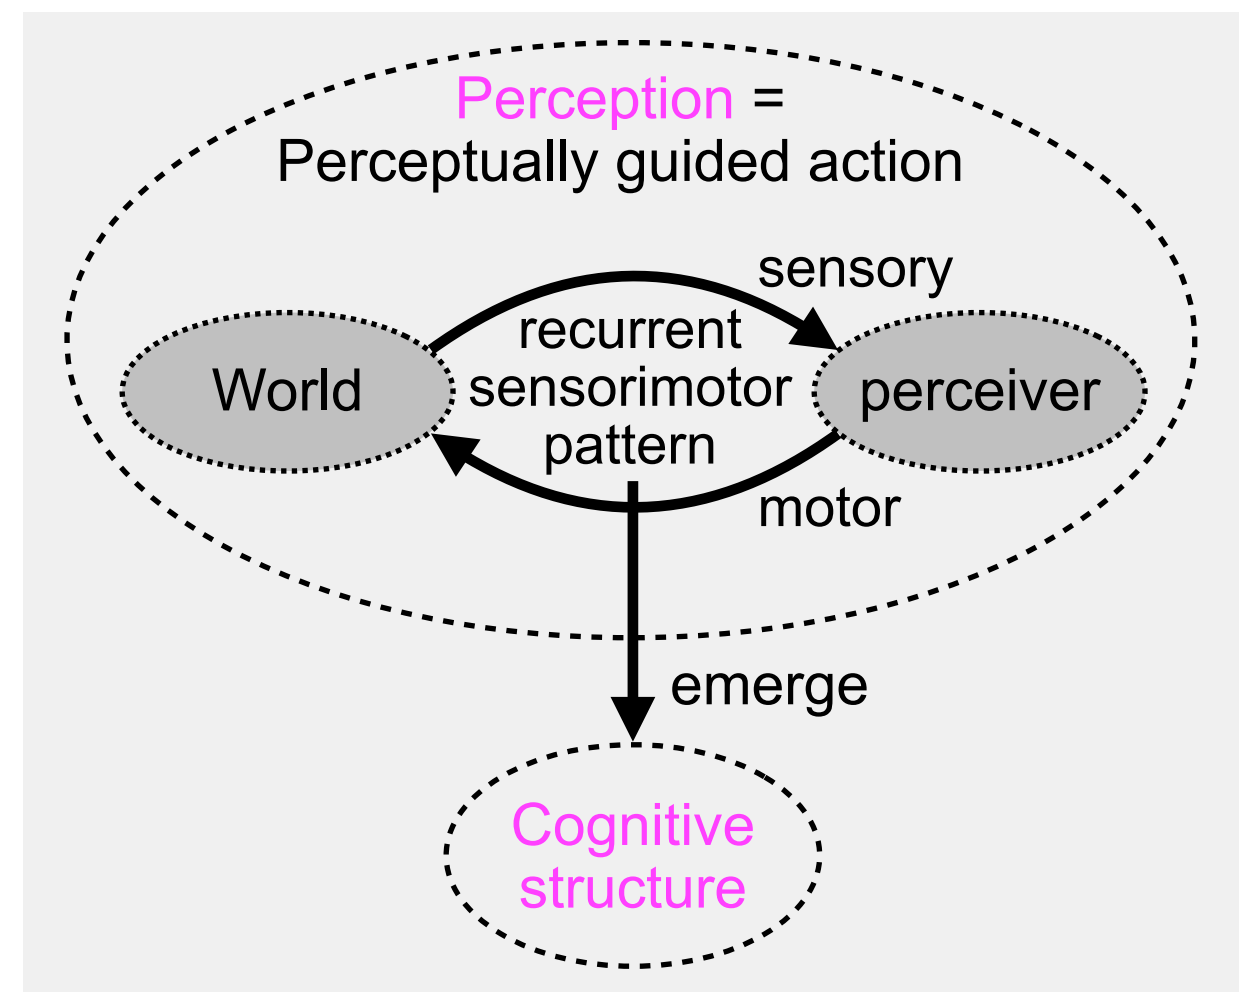 Perception =
Perceptually guided action
sensory
recurrent
sensorimotor
pattern
World
perceiver
motor
emerge
Cognitive
structure